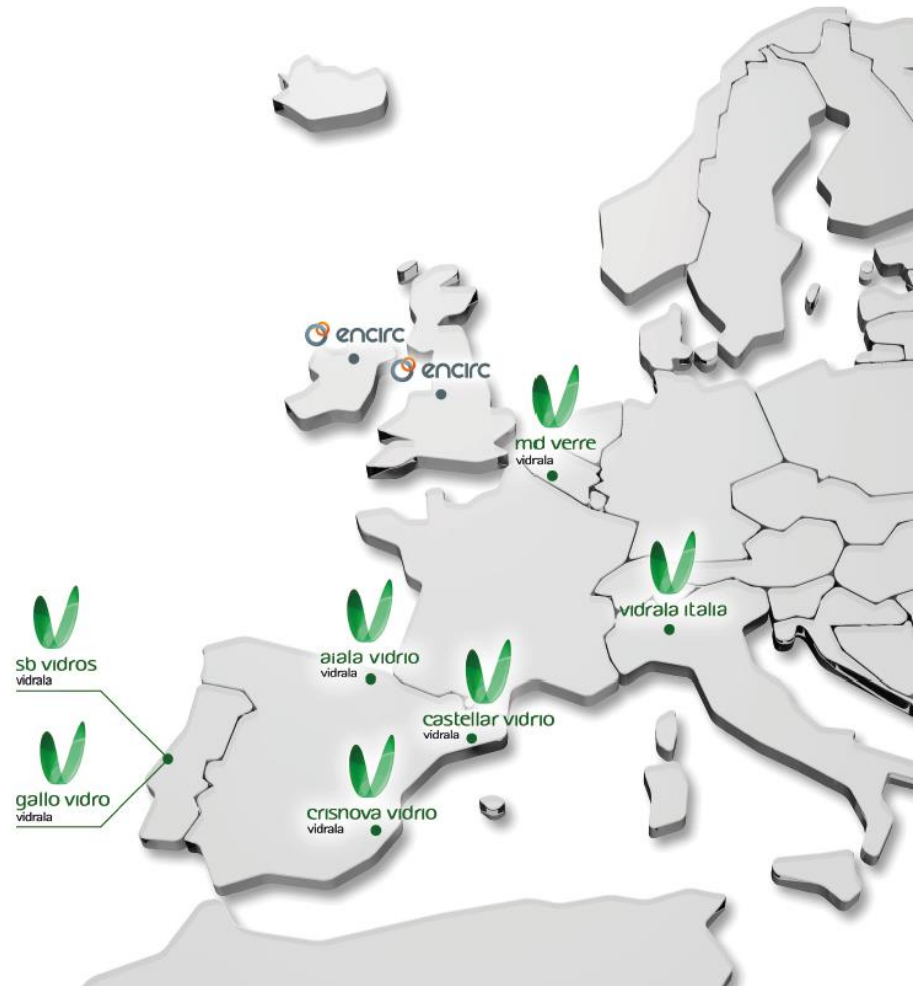 encirc
encirc
md verre
vidrala
vidrala italia
sb vidros
vidrala
aiala vidrio
vidrala
castellar vidrio
vidrala
gallo vidro
vidrala
crisnova vidrio
vidrala